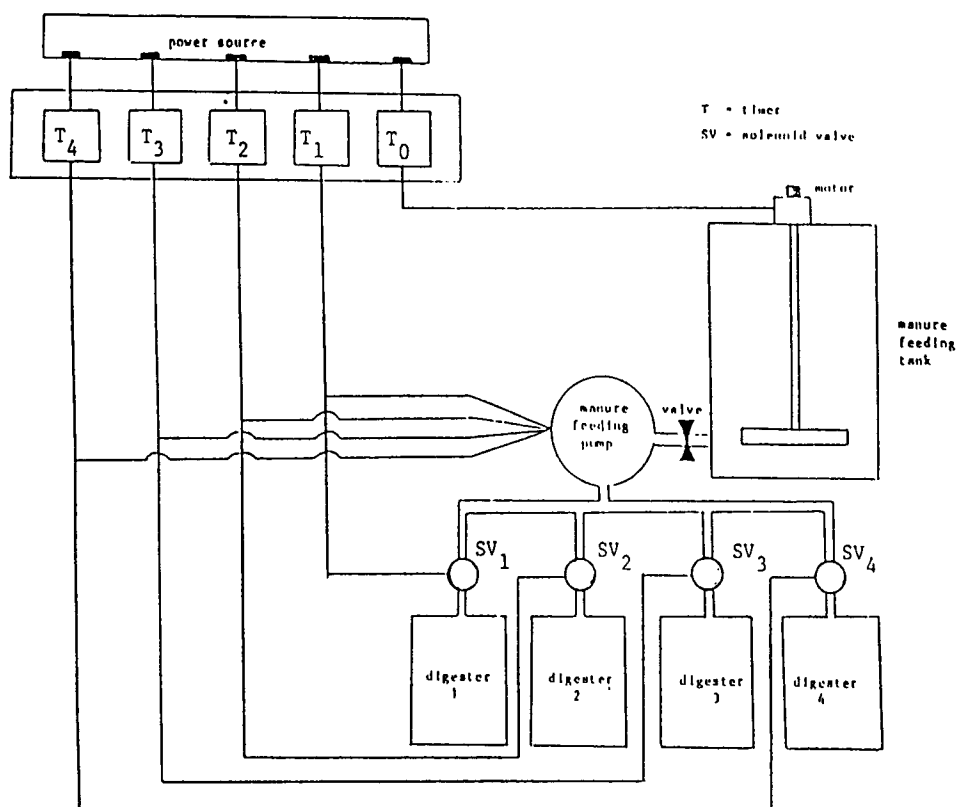 power source
T4 T3 T2 T1 T0
T = timer
SV = solenoid valve
motor
manure
feeding
tank
manure
feeding
pump
valve
SV1 SV2 SV3 SV4
digester
1
digester
2
digester
3
digester
4